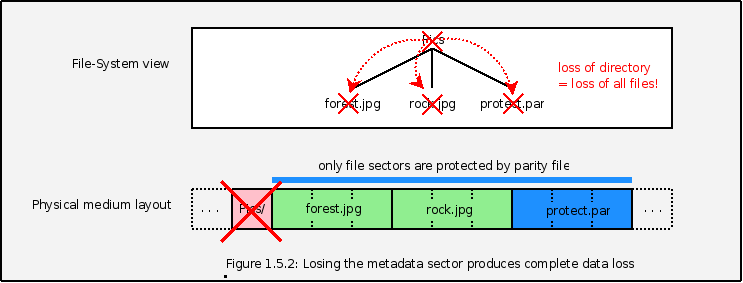 Pics
File-System view
loss of directory
= loss of all files!
forest.jpg rock.jpg protect.par
only file sectors are protected by parity file
Physical medium layout
. . . Pics/ forest.jpg rock.jpg protect.par . . .
Figure 1.5.2: Losing the metadata sector produces complete data loss